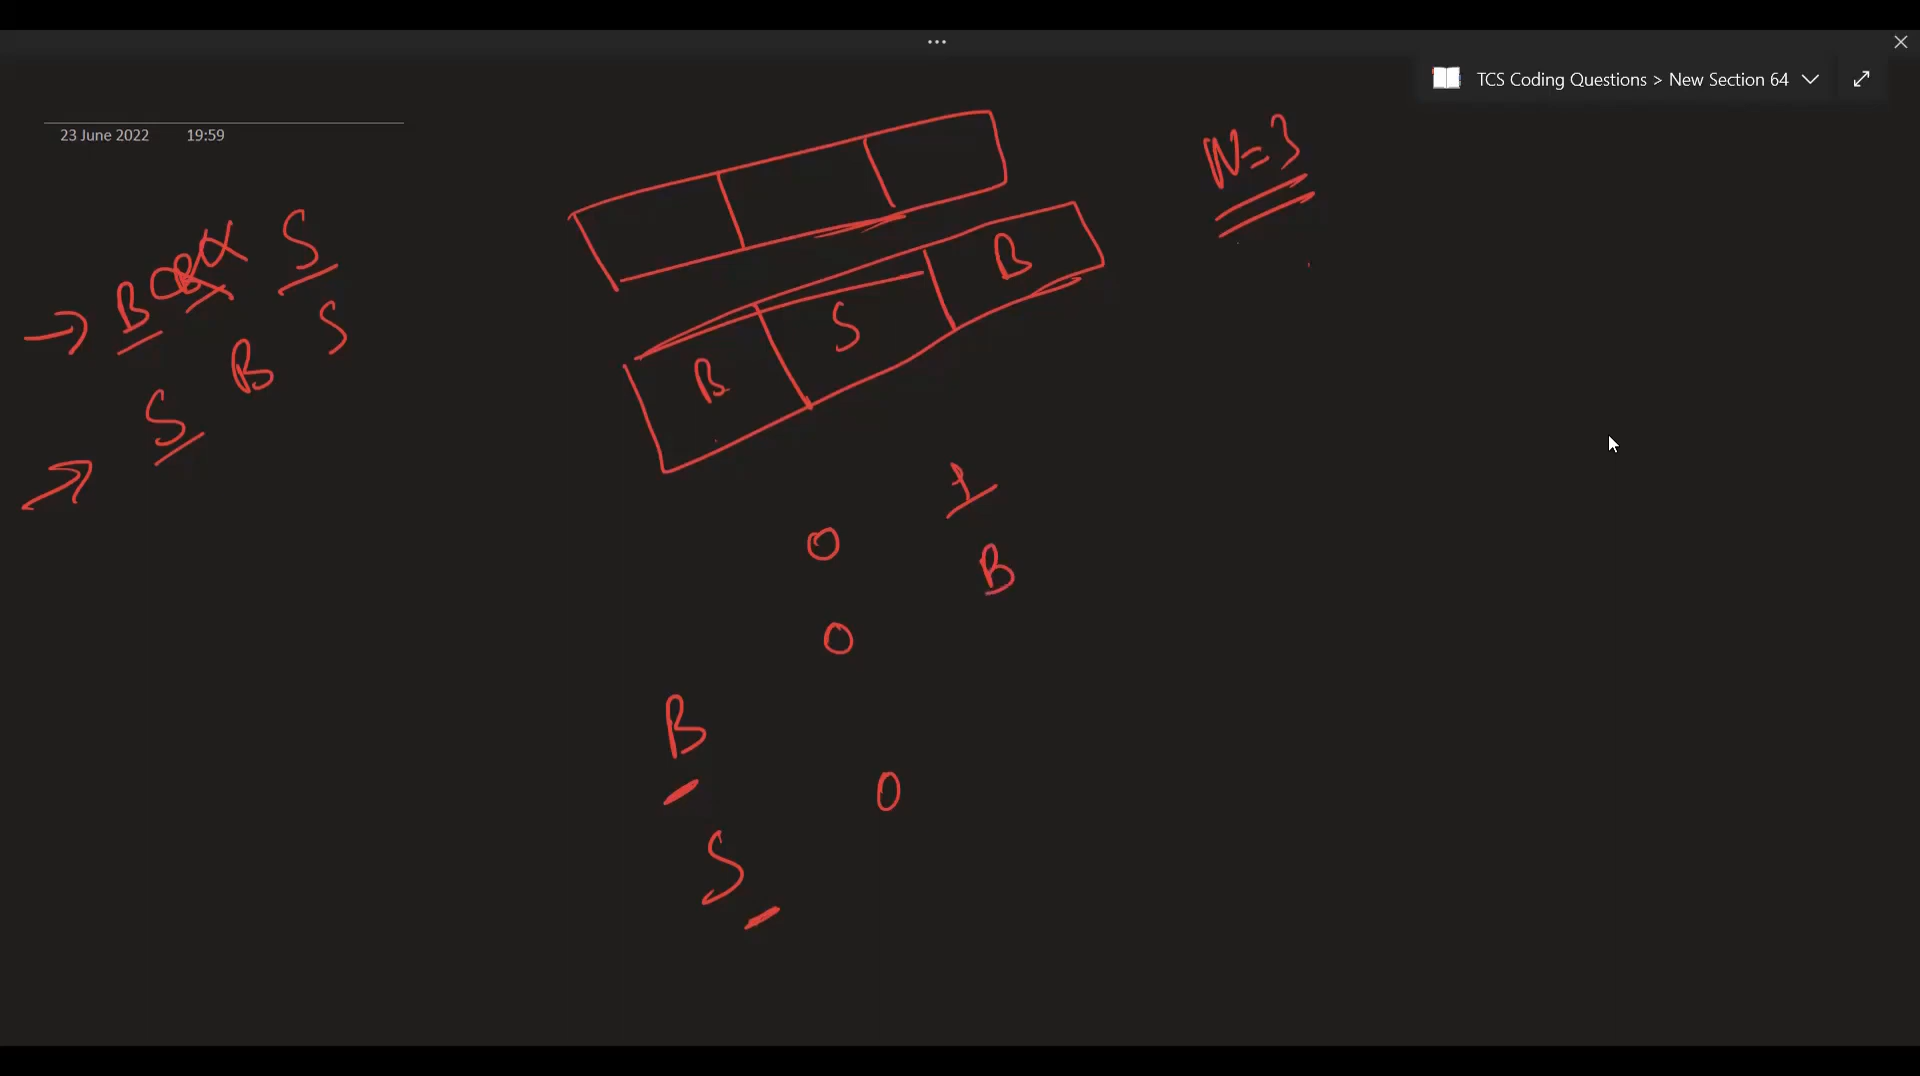 TCS Coding Questions > New Section 64
23 June 2022 19:59
N=3
B B S
B S
S
B S B
1
0
B
0
B
0
S